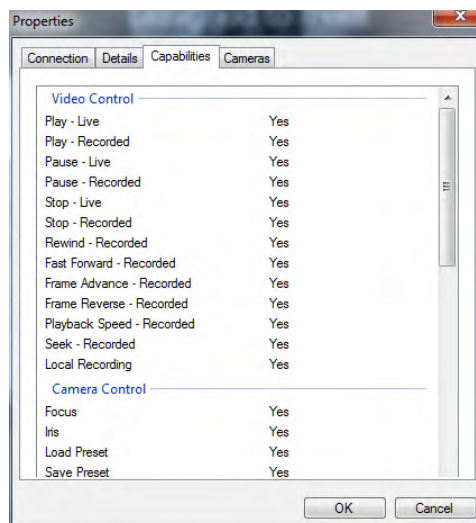 Properties
Connection Details Capabilities Cameras
Video Control
Play - Live Yes
Play - Recorded Yes
Pause - Live Yes
Pause - Recorded Yes
Stop - Live Yes
Stop - Recorded Yes
Rewind - Recorded Yes
Fast Forward - Recorded Yes
Frame Advance - Recorded Yes
Frame Reverse - Recorded Yes
Playback Speed - Recorded Yes
Seek - Recorded Yes
Local Recording Yes
Camera Control
Focus Yes
Iris Yes
Load Preset Yes
Save Preset Yes
OK Cancel